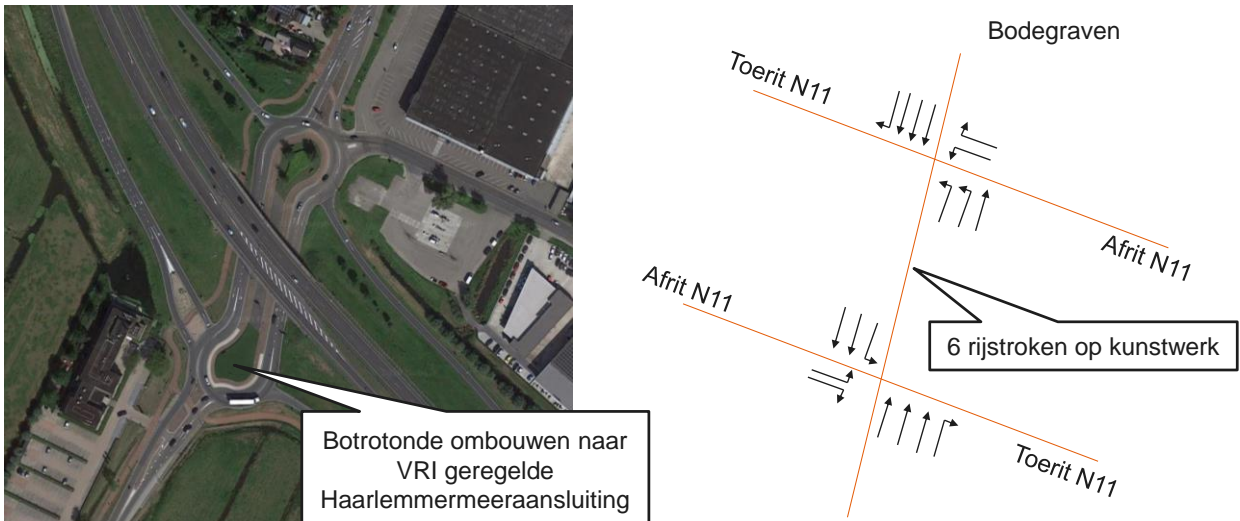 Botrotonde ombouwen naar
VRI geregelde
Haarlemmermeeraansluiting
Bodegraven
Toerit N11
Afrit N11
Afrit N11
6 rijstroken op kunstwerk
Toerit N11